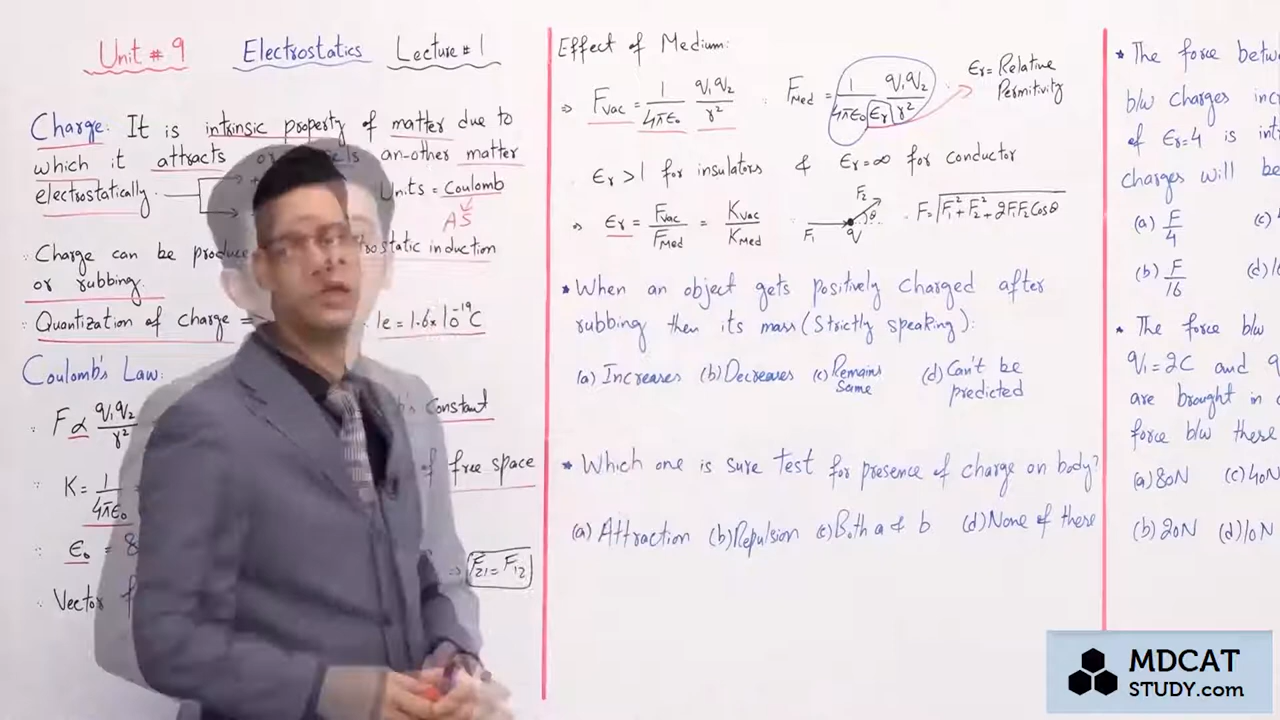 Unit # 9 Electrostatics Lecture # 1
Charge: It is intrinsic property of matter due to
which it attracts or an-other matter
electrostatically. Units = Coulomb
AS
∴ Charge can be produce static induction
or rubbing.
∴ Quantization of charge = ∴ 1e = 1.6x10⁻¹⁹C
Coulomb's Law:
∴ F ∝ q₁q₂/r² Constant
∴ K = 1/4πε₀ of free space
∴ ε₀ = 8
∴ Vector f ⇒ F₂₁ = F₁₂
Effect of Medium:
⇒ Fvac = 1/4πε₀ q₁q₂/r² ∴ FMed = 1/4πε₀εr q₁q₂/r² εr = Relative
Permitivity
∴ εr > 1 for insulators & εr = ∞ for conductor
⇒ εr = Fvac/FMed = Kvac/KMed ∴ F₁ q F₂ θ ∴ F = √F₁² + F₂² + 2F₁F₂Cosθ
* When an object gets positively charged after
rubbing then its mass (Strictly speaking):
(a) Increases (b) Decreases (c) Remains Same (d) Can't be predicted
* Which one is sure test for presence of charge on body?
(a) Attraction (b) Repulsion (c) Both a & b (d) None of these
* The force betw
b/w charges inc
of εr=4 is int
charges will be
(a) F/4 (c)
(b) F/16 (d)
* The force b/w
q₁=2C and q
are brought in c
force b/w these
(a) 80N (c) 40N
(b) 20N (d) 10N
MDCAT
STUDY.com